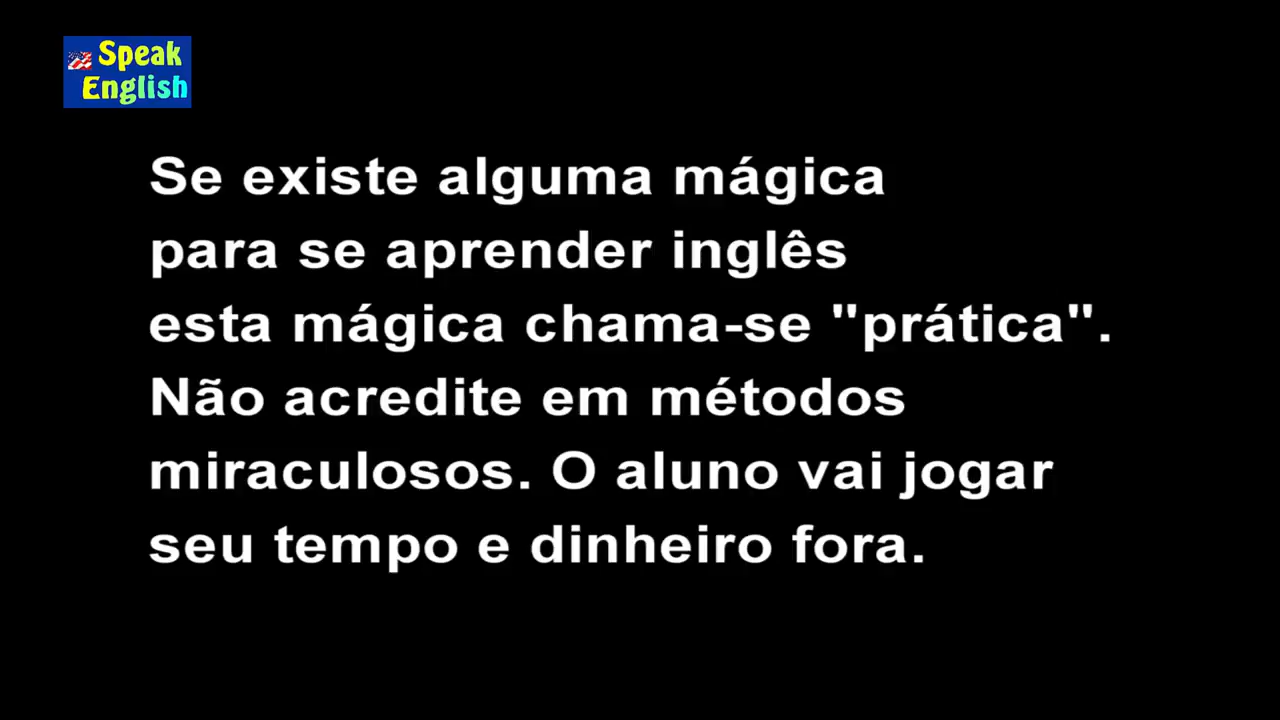 Speak
English
Se existe alguma mágica
para se aprender inglês
esta mágica chama-se "prática".
Não acredite em métodos
miraculosos. O aluno vai jogar
seu tempo e dinheiro fora.